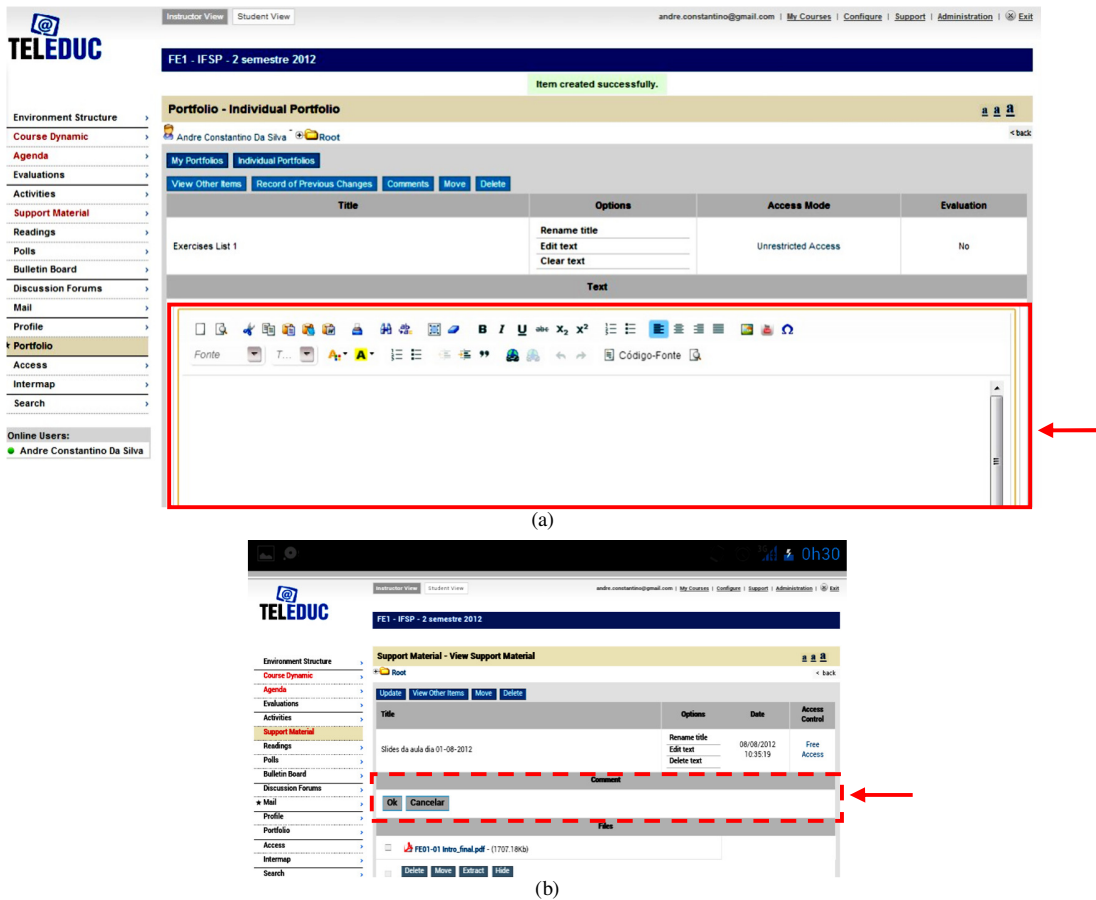 Instructor View Student View andre.constantino@gmail.com | My Courses | Configure | Support | Administration | Exit
TELEDUC
FE1 - IFSP - 2 semestre 2012
Item created successfully.
Portfolio - Individual Portfolio a a a
Andre Constantino Da Silva - Root < back
My Portfolios Individual Portfolios
View Other Items Record of Previous Changes Comments Move Delete
Title Options Access Mode Evaluation
Exercises List 1 Rename title Unrestricted Access No
Edit text
Clear text
Text
Environment Structure
Course Dynamic
Agenda
Evaluations
Activities
Support Material
Readings
Polls
Bulletin Board
Discussion Forums
Mail
Profile
Portfolio
Access
Intermap
Search
Online Users:
Andre Constantino Da Silva
B I U abc X₂ X²
Fonte T... A A Código-Fonte
(a)
3G 0h30
Instructor View Student View andre.constantino@gmail.com | My Courses | Configure | Support | Administration | Exit
TELEDUC
FE1 - IFSP - 2 semestre 2012
Support Material - View Support Material a a a
Root < back
Update View Other Items Move Delete
Title Options Date Access Control
Slides da aula dia 01-08-2012 Rename title 08/08/2012 Free
Edit text 10:35:19 Access
Delete text
Comment
Ok Cancelar
Files
FE01-01 Intro_final.pdf - (1707.18Kb)
Delete Move Extract Hide
Environment Structure
Course Dynamic
Agenda
Evaluations
Activities
Support Material
Readings
Polls
Bulletin Board
Discussion Forums
Mail
Profile
Portfolio
Access
Intermap
Search
(b)